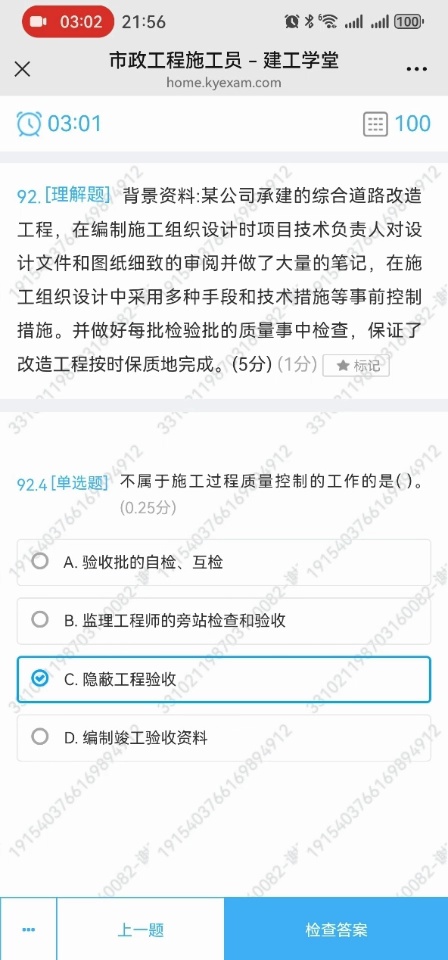 03:02 21:56 100
市政工程施工员 – 建工学堂
home.kyexam.com
03:01 100
92.[理解题] 背景资料:某公司承建的综合道路改造
工程，在编制施工组织设计时项目技术负责人对设
计文件和图纸细致的审阅并做了大量的笔记，在施
工组织设计中采用多种手段和技术措施等事前控制
措施。并做好每批检验批的质量事中检查，保证了
改造工程按时保质地完成。(5分) (1分) ★ 标记
92.4 [单选题] 不属于施工过程质量控制的工作的是( )。
(0.25分)
A. 验收批的自检、互检
B. 监理工程师的旁站检查和验收
C. 隐蔽工程验收
D. 编制竣工验收资料
上一题 检查答案